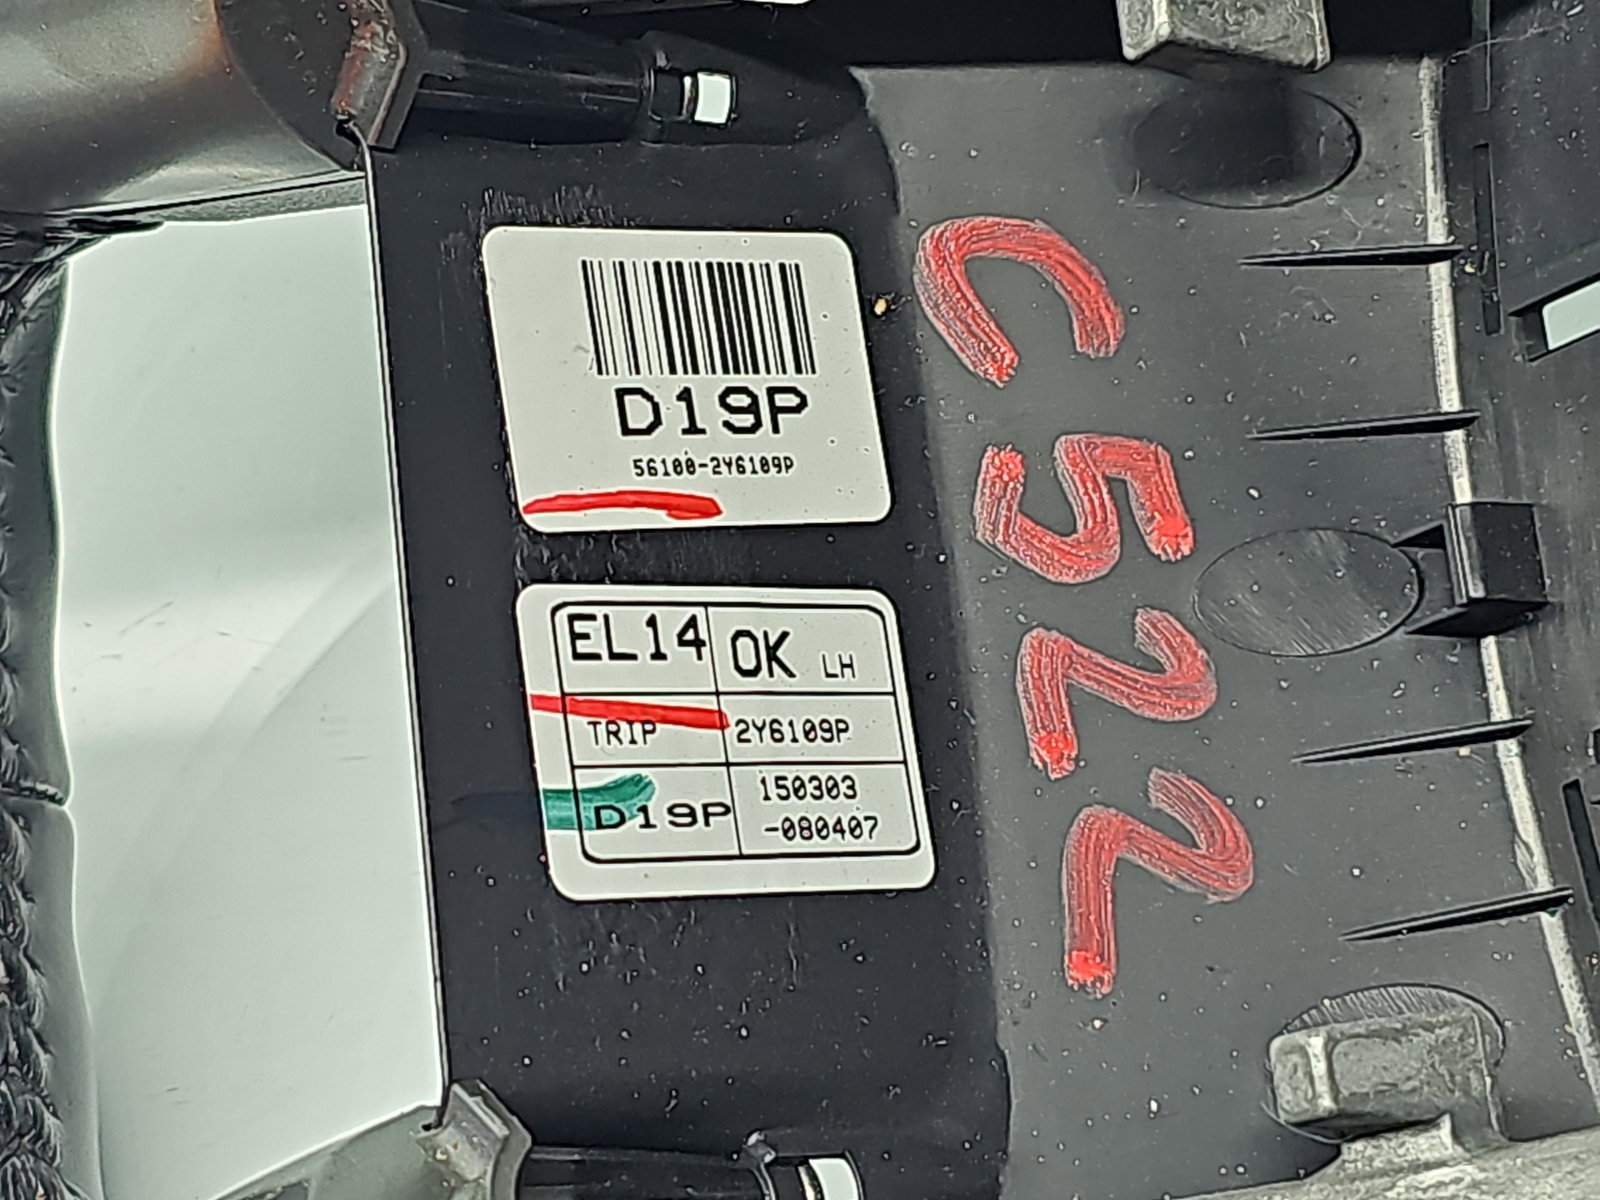 D19P
56100-2Y6109P
EL14 OK LH
TRIP 2Y6109P
D19P 150303
-080407
C522